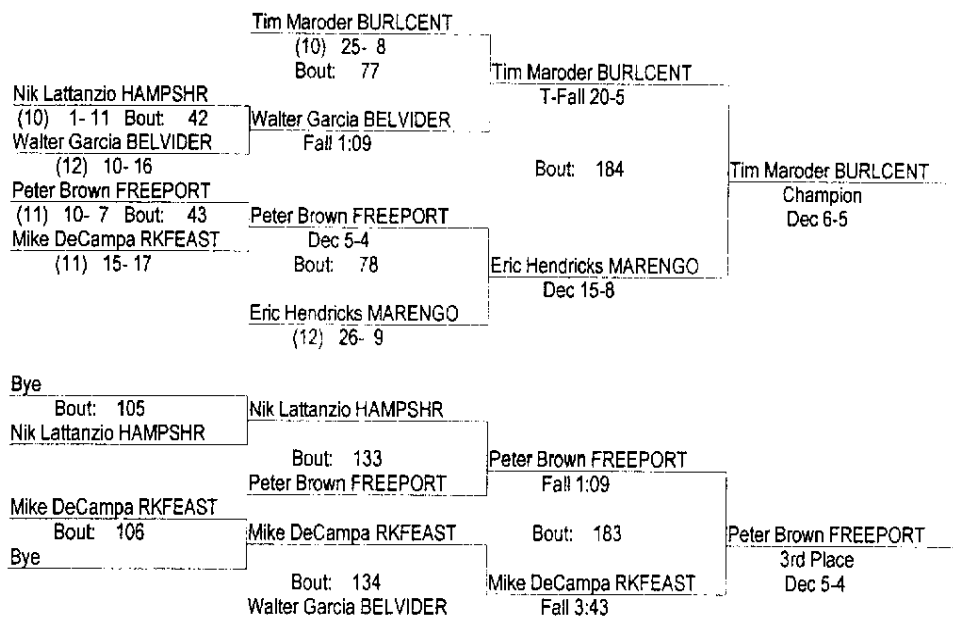 Tim Maroder BURLCENT
(10) 25- 8
Bout: 77
Tim Maroder BURLCENT
T-Fall 20-5
Nik Lattanzio HAMPSHR
(10) 1- 11 Bout: 42
Walter Garcia BELVIDER
Walter Garcia BELVIDER
Fall 1:09
(12) 10- 16
Bout: 184
Tim Maroder BURLCENT
Champion
Dec 6-5
Peter Brown FREEPORT
(11) 10- 7 Bout: 43
Peter Brown FREEPORT
Mike DeCampa RKFEAST
Dec 5-4
(11) 15- 17
Bout: 78
Eric Hendricks MARENGO
Dec 15-8
Eric Hendricks MARENGO
(12) 26- 9
Bye
Bout: 105
Nik Lattanzio HAMPSHR
Nik Lattanzio HAMPSHR
Bout: 133
Peter Brown FREEPORT
Peter Brown FREEPORT
Fall 1:09
Mike DeCampa RKFEAST
Bout: 106
Mike DeCampa RKFEAST
Bye
Bout: 183
Peter Brown FREEPORT
3rd Place
Dec 5-4
Bout: 134
Mike DeCampa RKFEAST
Walter Garcia BELVIDER
Fall 3:43